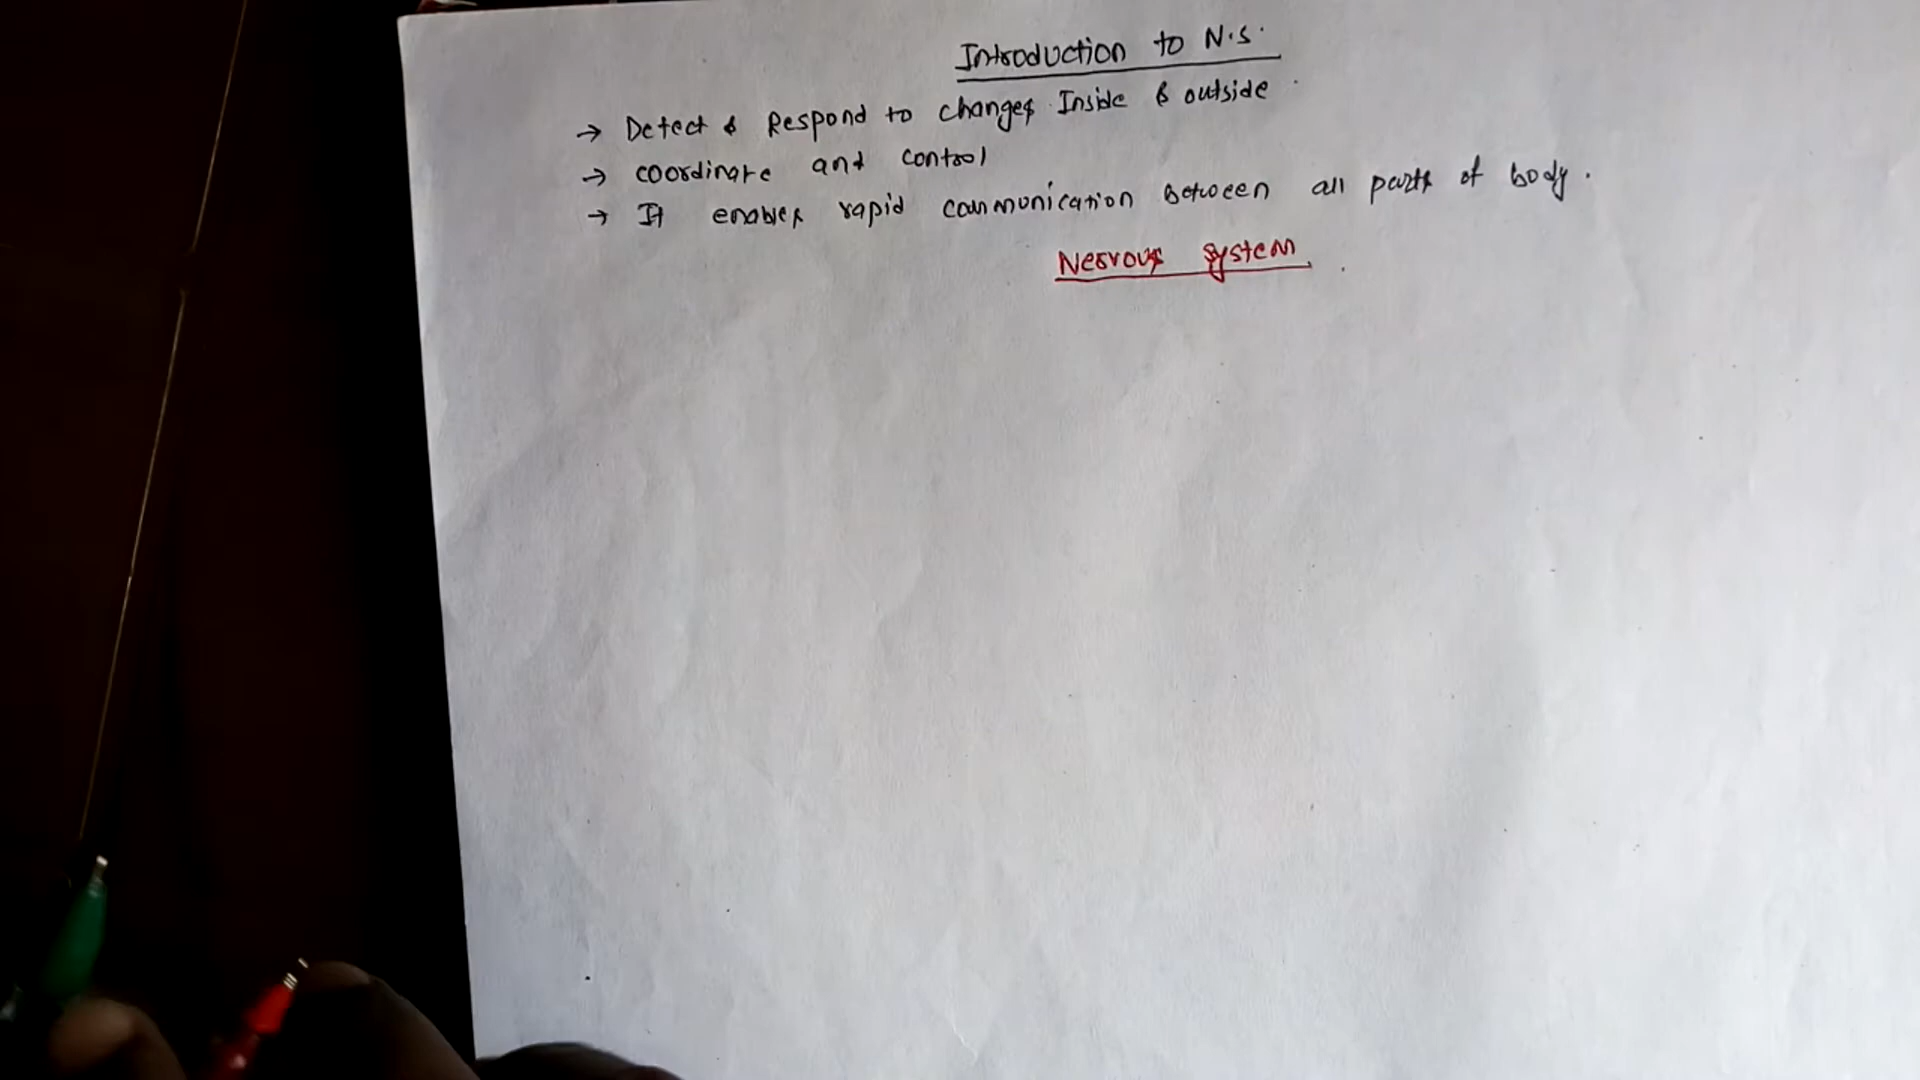 Introduction to N.S.
→ Detect & Respond to changes Inside & outside
→ coordinate and control
→ It enables rapid communication between all parts of body.
Nervous system